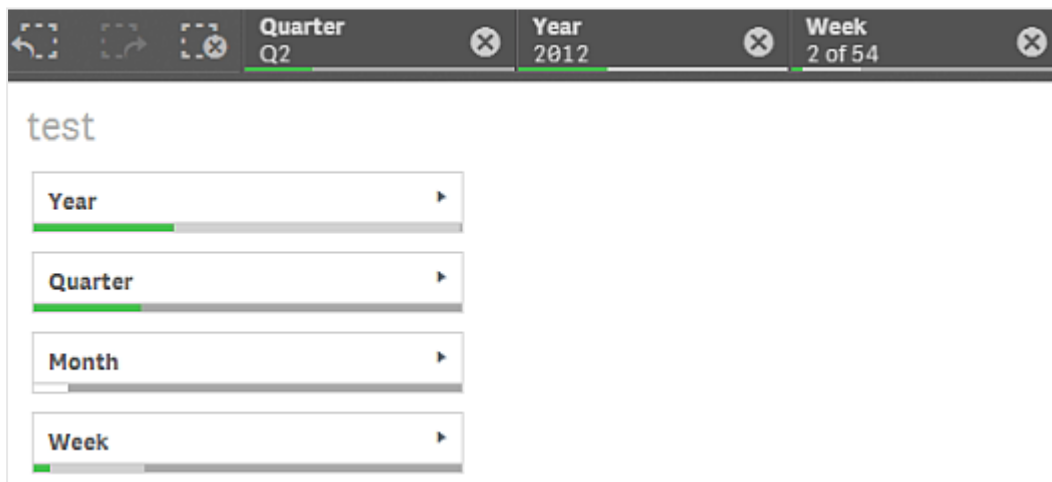 Quarter
Q2
Year
2012
Week
2 of 54
test
Year
Quarter
Month
Week